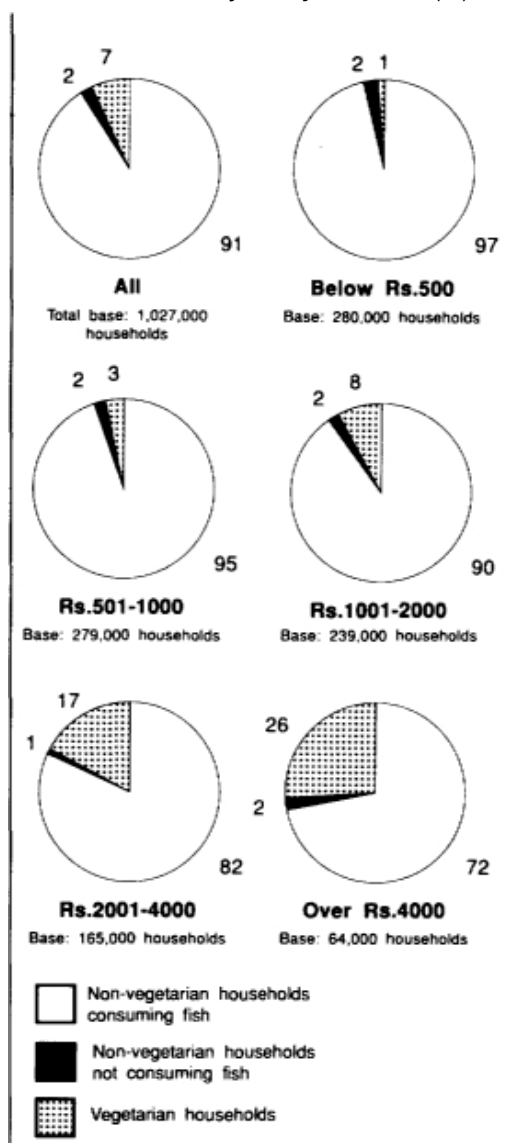 2 7
91
All
Total base: 1,027,000
households
2 1
97
Below Rs.500
Base: 280,000 households
2 3
95
Rs.501-1000
Base: 279,000 households
2 8
90
Rs.1001-2000
Base: 239,000 households
17
1
82
Rs.2001-4000
Base: 165,000 households
26
2
72
Over Rs.4000
Base: 64,000 households
Non-vegetarian households
consuming fish
Non-vegetarian households
not consuming fish
Vegetarian households